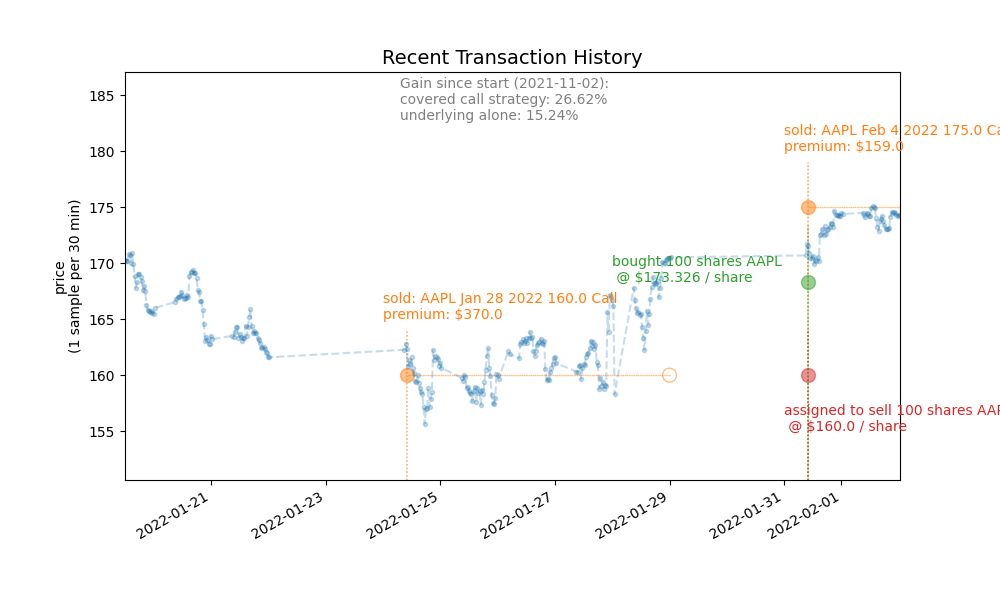 Recent Transaction History
Gain since start (2021-11-02):
covered call strategy: 26.62%
underlying alone: 15.24%
sold: AAPL Feb 4 2022 175.0 Ca
premium: $159.0
bought 100 shares AAPL
@ $173.326 / share
sold: AAPL Jan 28 2022 160.0 Call
premium: $370.0
assigned to sell 100 shares AAP
@ $160.0 / share
price
(1 sample per 30 min)
185
180
175
170
165
160
155
2022-01-21
2022-01-23
2022-01-25
2022-01-27
2022-01-29
2022-01-31
2022-02-01